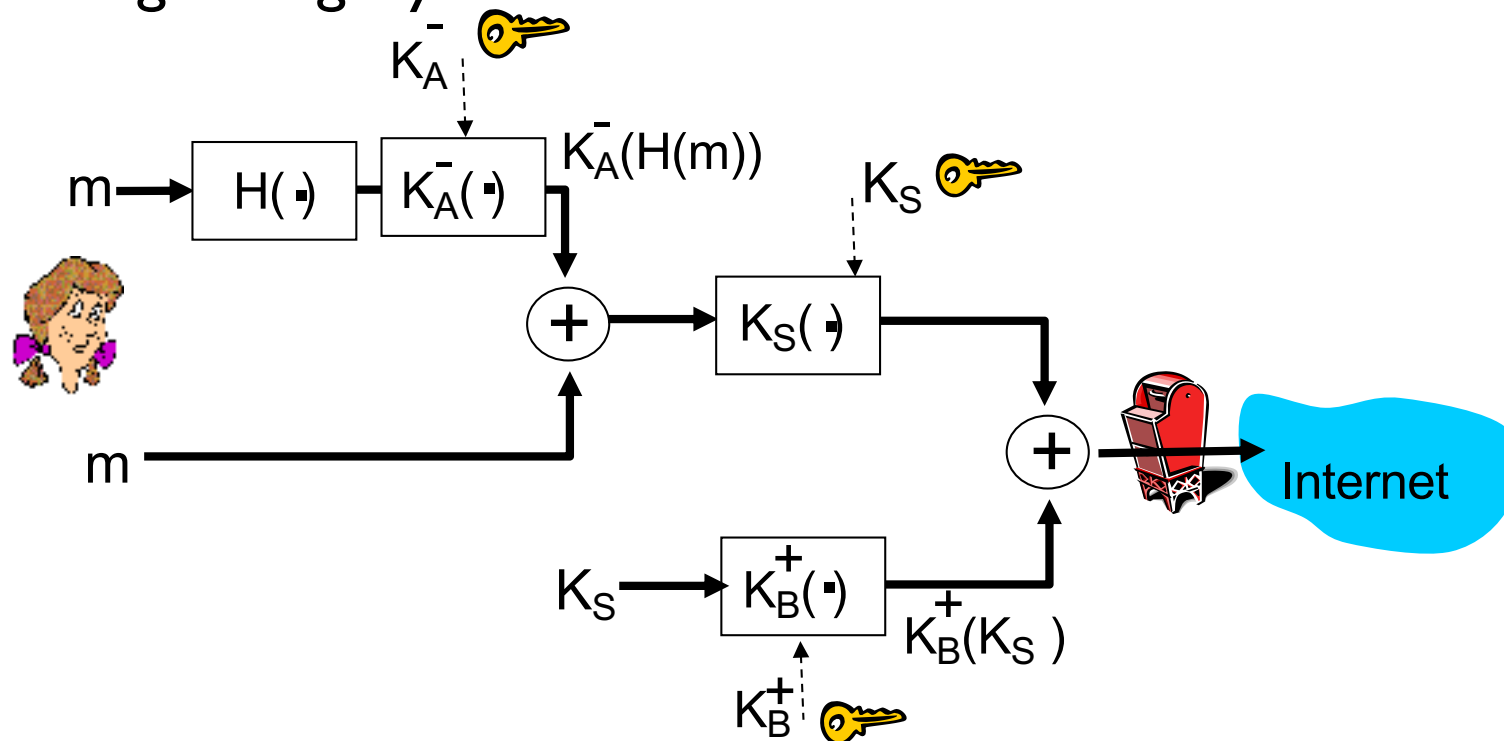 K_A^-
K_A^-(H(m))
m
H(·)
K_A^-(·)
K_S
+
K_S(·)
m
+
Internet
K_S
K_B^+(·)
K_B^+(K_S )
K_B^+